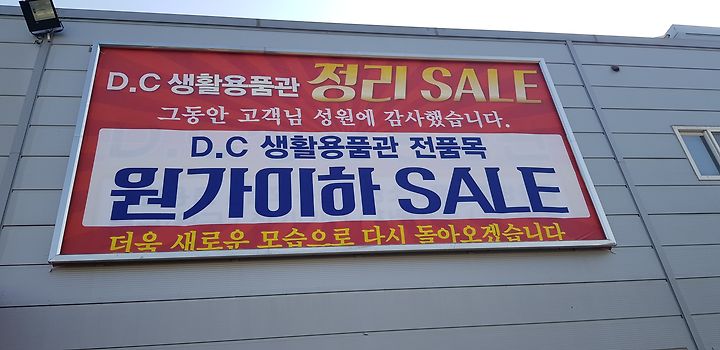 D.C 생활용품관 정리 SALE
그동안 고객님 성원에 감사했습니다.
D.C 생활용품관 전품목
원가이하 SALE
더욱 새로운 모습으로 다시 돌아오겠습니다